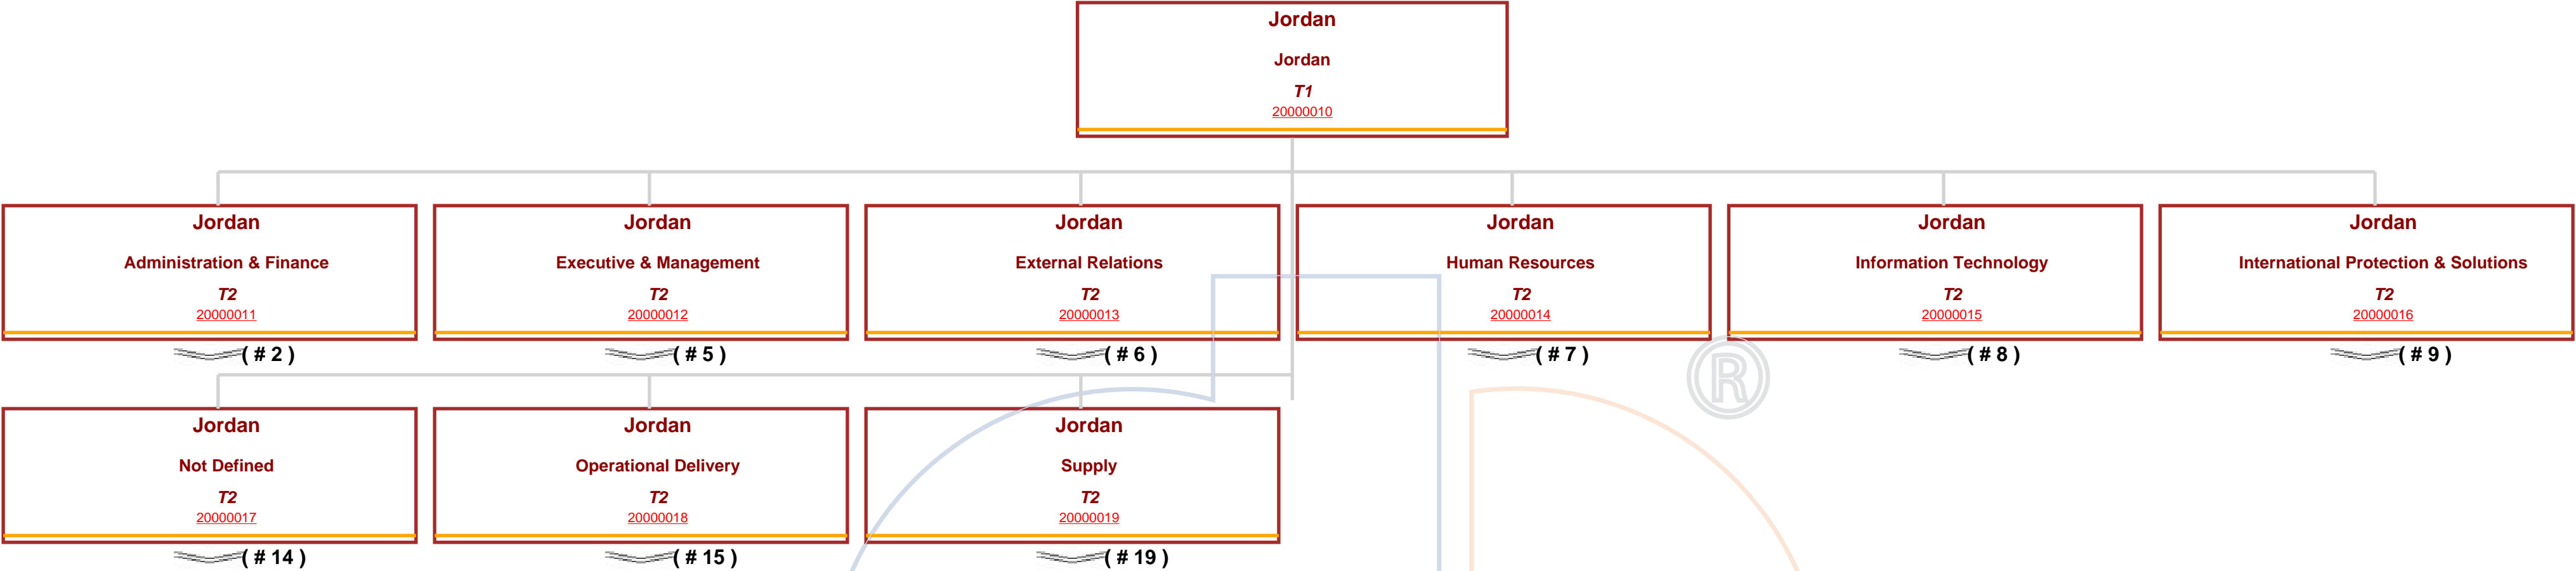 Jordan
Jordan
T1
20000010
Jordan
Administration & Finance
T2
20000011
( # 2 )
Jordan
Executive & Management
T2
20000012
( # 5 )
Jordan
External Relations
T2
20000013
( # 6 )
Jordan
Human Resources
T2
20000014
( # 7 )
Jordan
Information Technology
T2
20000015
( # 8 )
Jordan
International Protection & Solutions
T2
20000016
( # 9 )
®
Jordan
Not Defined
T2
20000017
( # 14 )
Jordan
Operational Delivery
T2
20000018
( # 15 )
Jordan
Supply
T2
20000019
( # 19 )